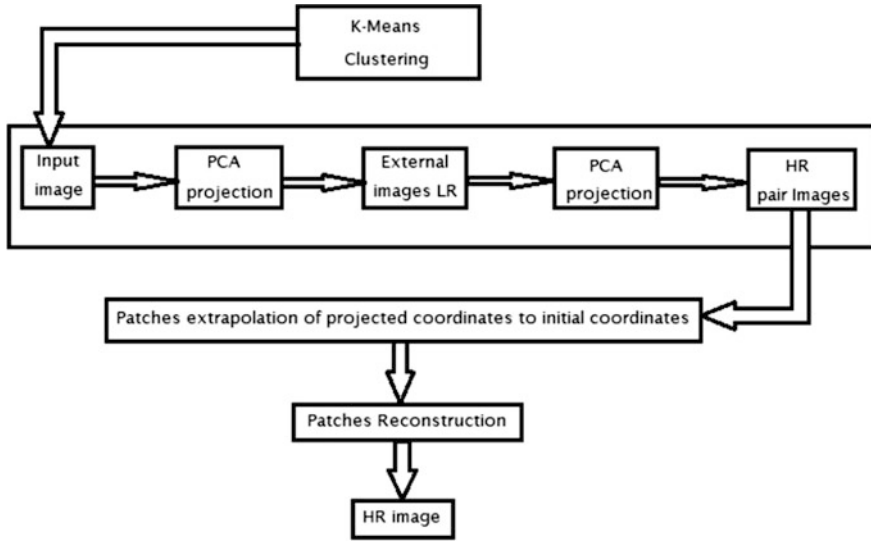 K-Means
Clustering
Input
image
PCA
projection
External
images LR
PCA
projection
HR
pair Images
Patches extrapolation of projected coordinates to initial coordinates
Patches Reconstruction
HR image